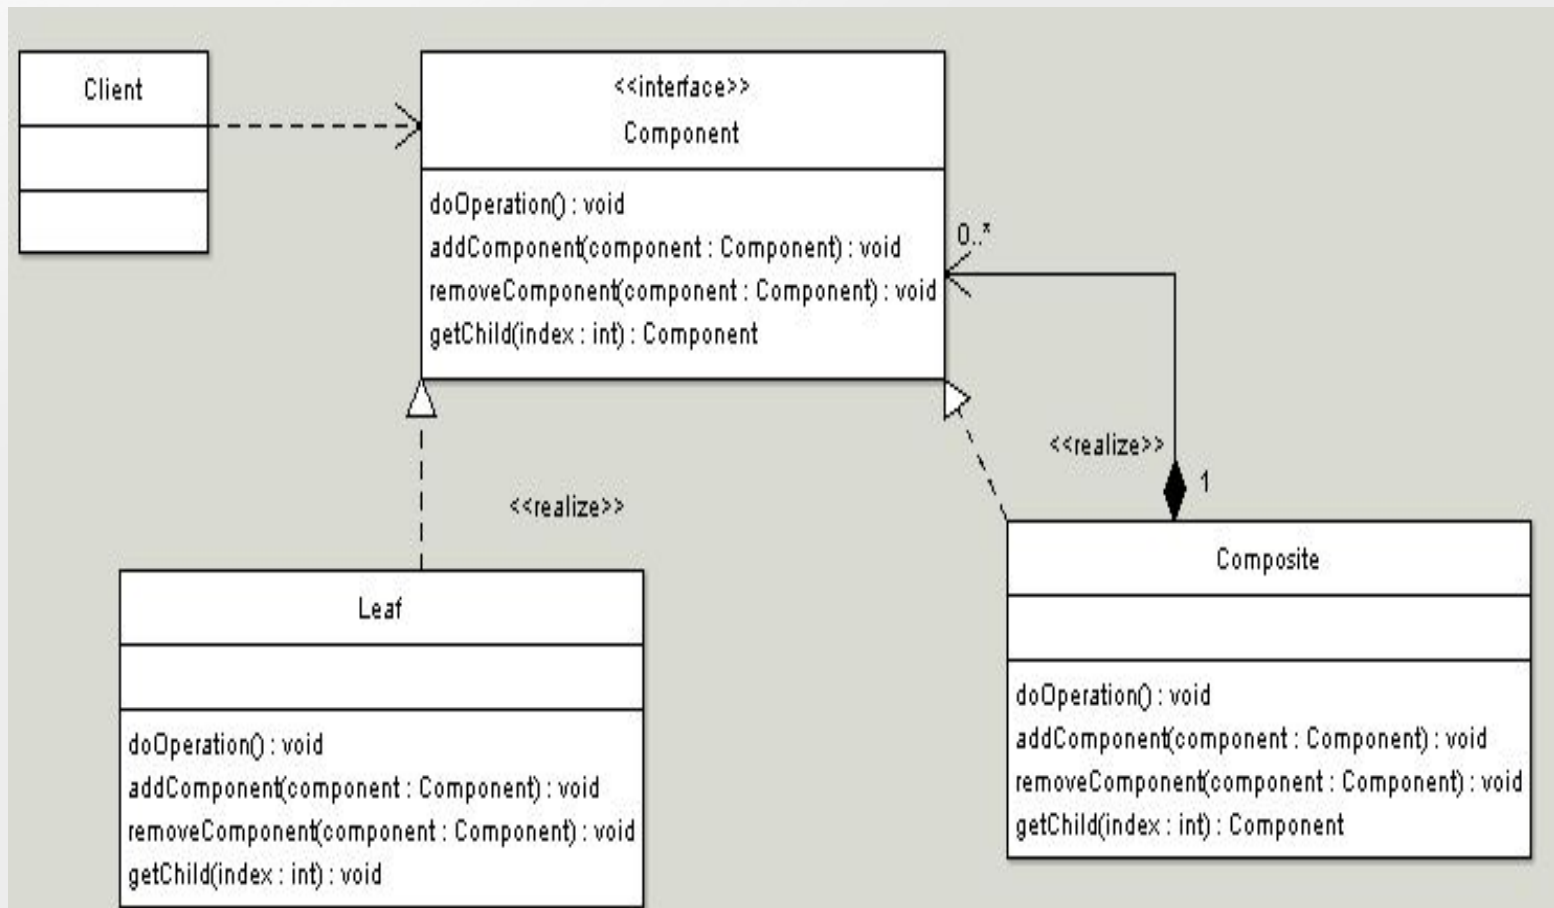 Client
<<interface>>
Component
doOperation() : void
addComponent(component : Component) : void
removeComponent(component : Component) : void
getChild(index : int) : Component
0..*
<<realize>>
1
<<realize>>
Composite
doOperation() : void
addComponent(component : Component) : void
removeComponent(component : Component) : void
getChild(index : int) : Component
Leaf
doOperation() : void
addComponent(component : Component) : void
removeComponent(component : Component) : void
getChild(index : int) : void